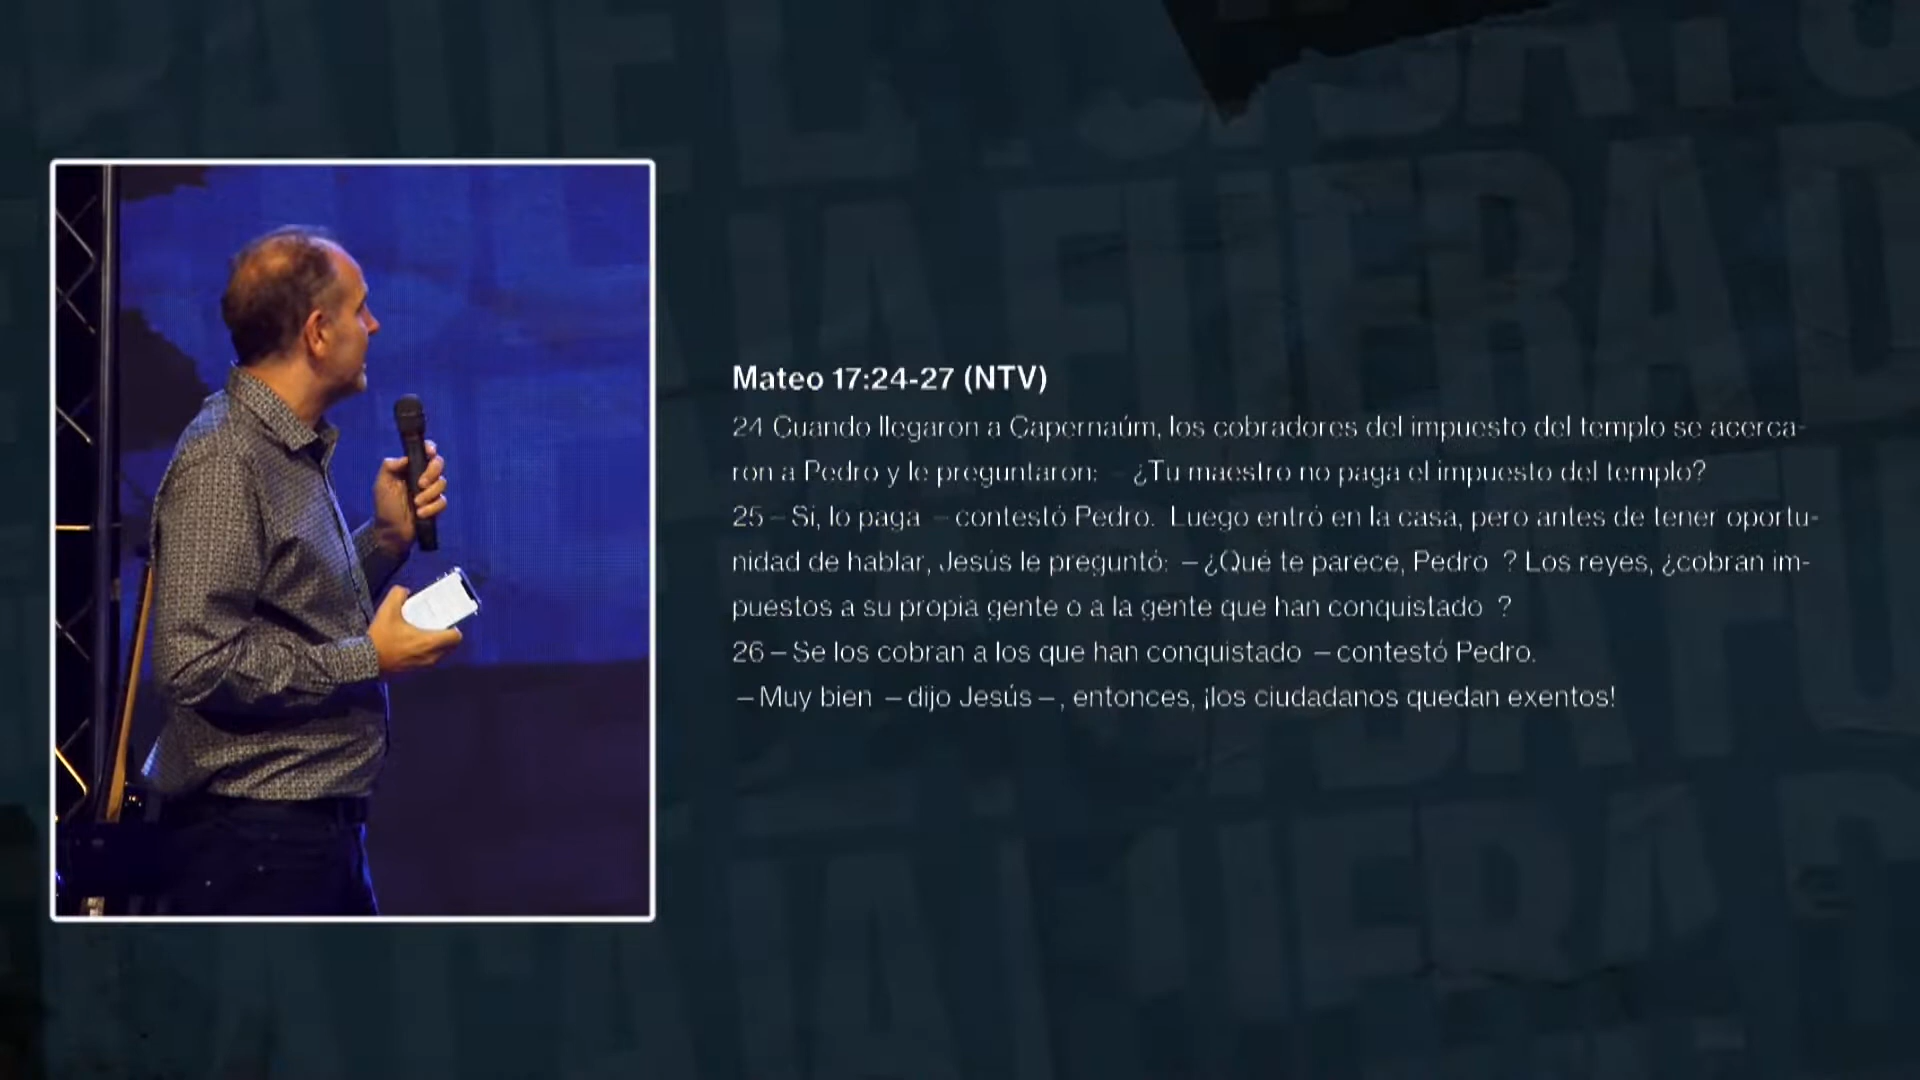 Mateo 17:24-27 (NTV)
24 Cuando llegaron a Capernaúm, los cobradores del impuesto del templo se acerca-
ron a Pedro y le preguntaron: –¿Tu maestro no paga el impuesto del templo?
25 –Sí, lo paga –contestó Pedro. Luego entró en la casa, pero antes de tener oportu-
nidad de hablar, Jesús le preguntó: –¿Qué te parece, Pedro ? Los reyes, ¿cobran im-
puestos a su propia gente o a la gente que han conquistado ?
26 –Se los cobran a los que han conquistado –contestó Pedro.
–Muy bien –dijo Jesús–, entonces, ¡los ciudadanos quedan exentos!